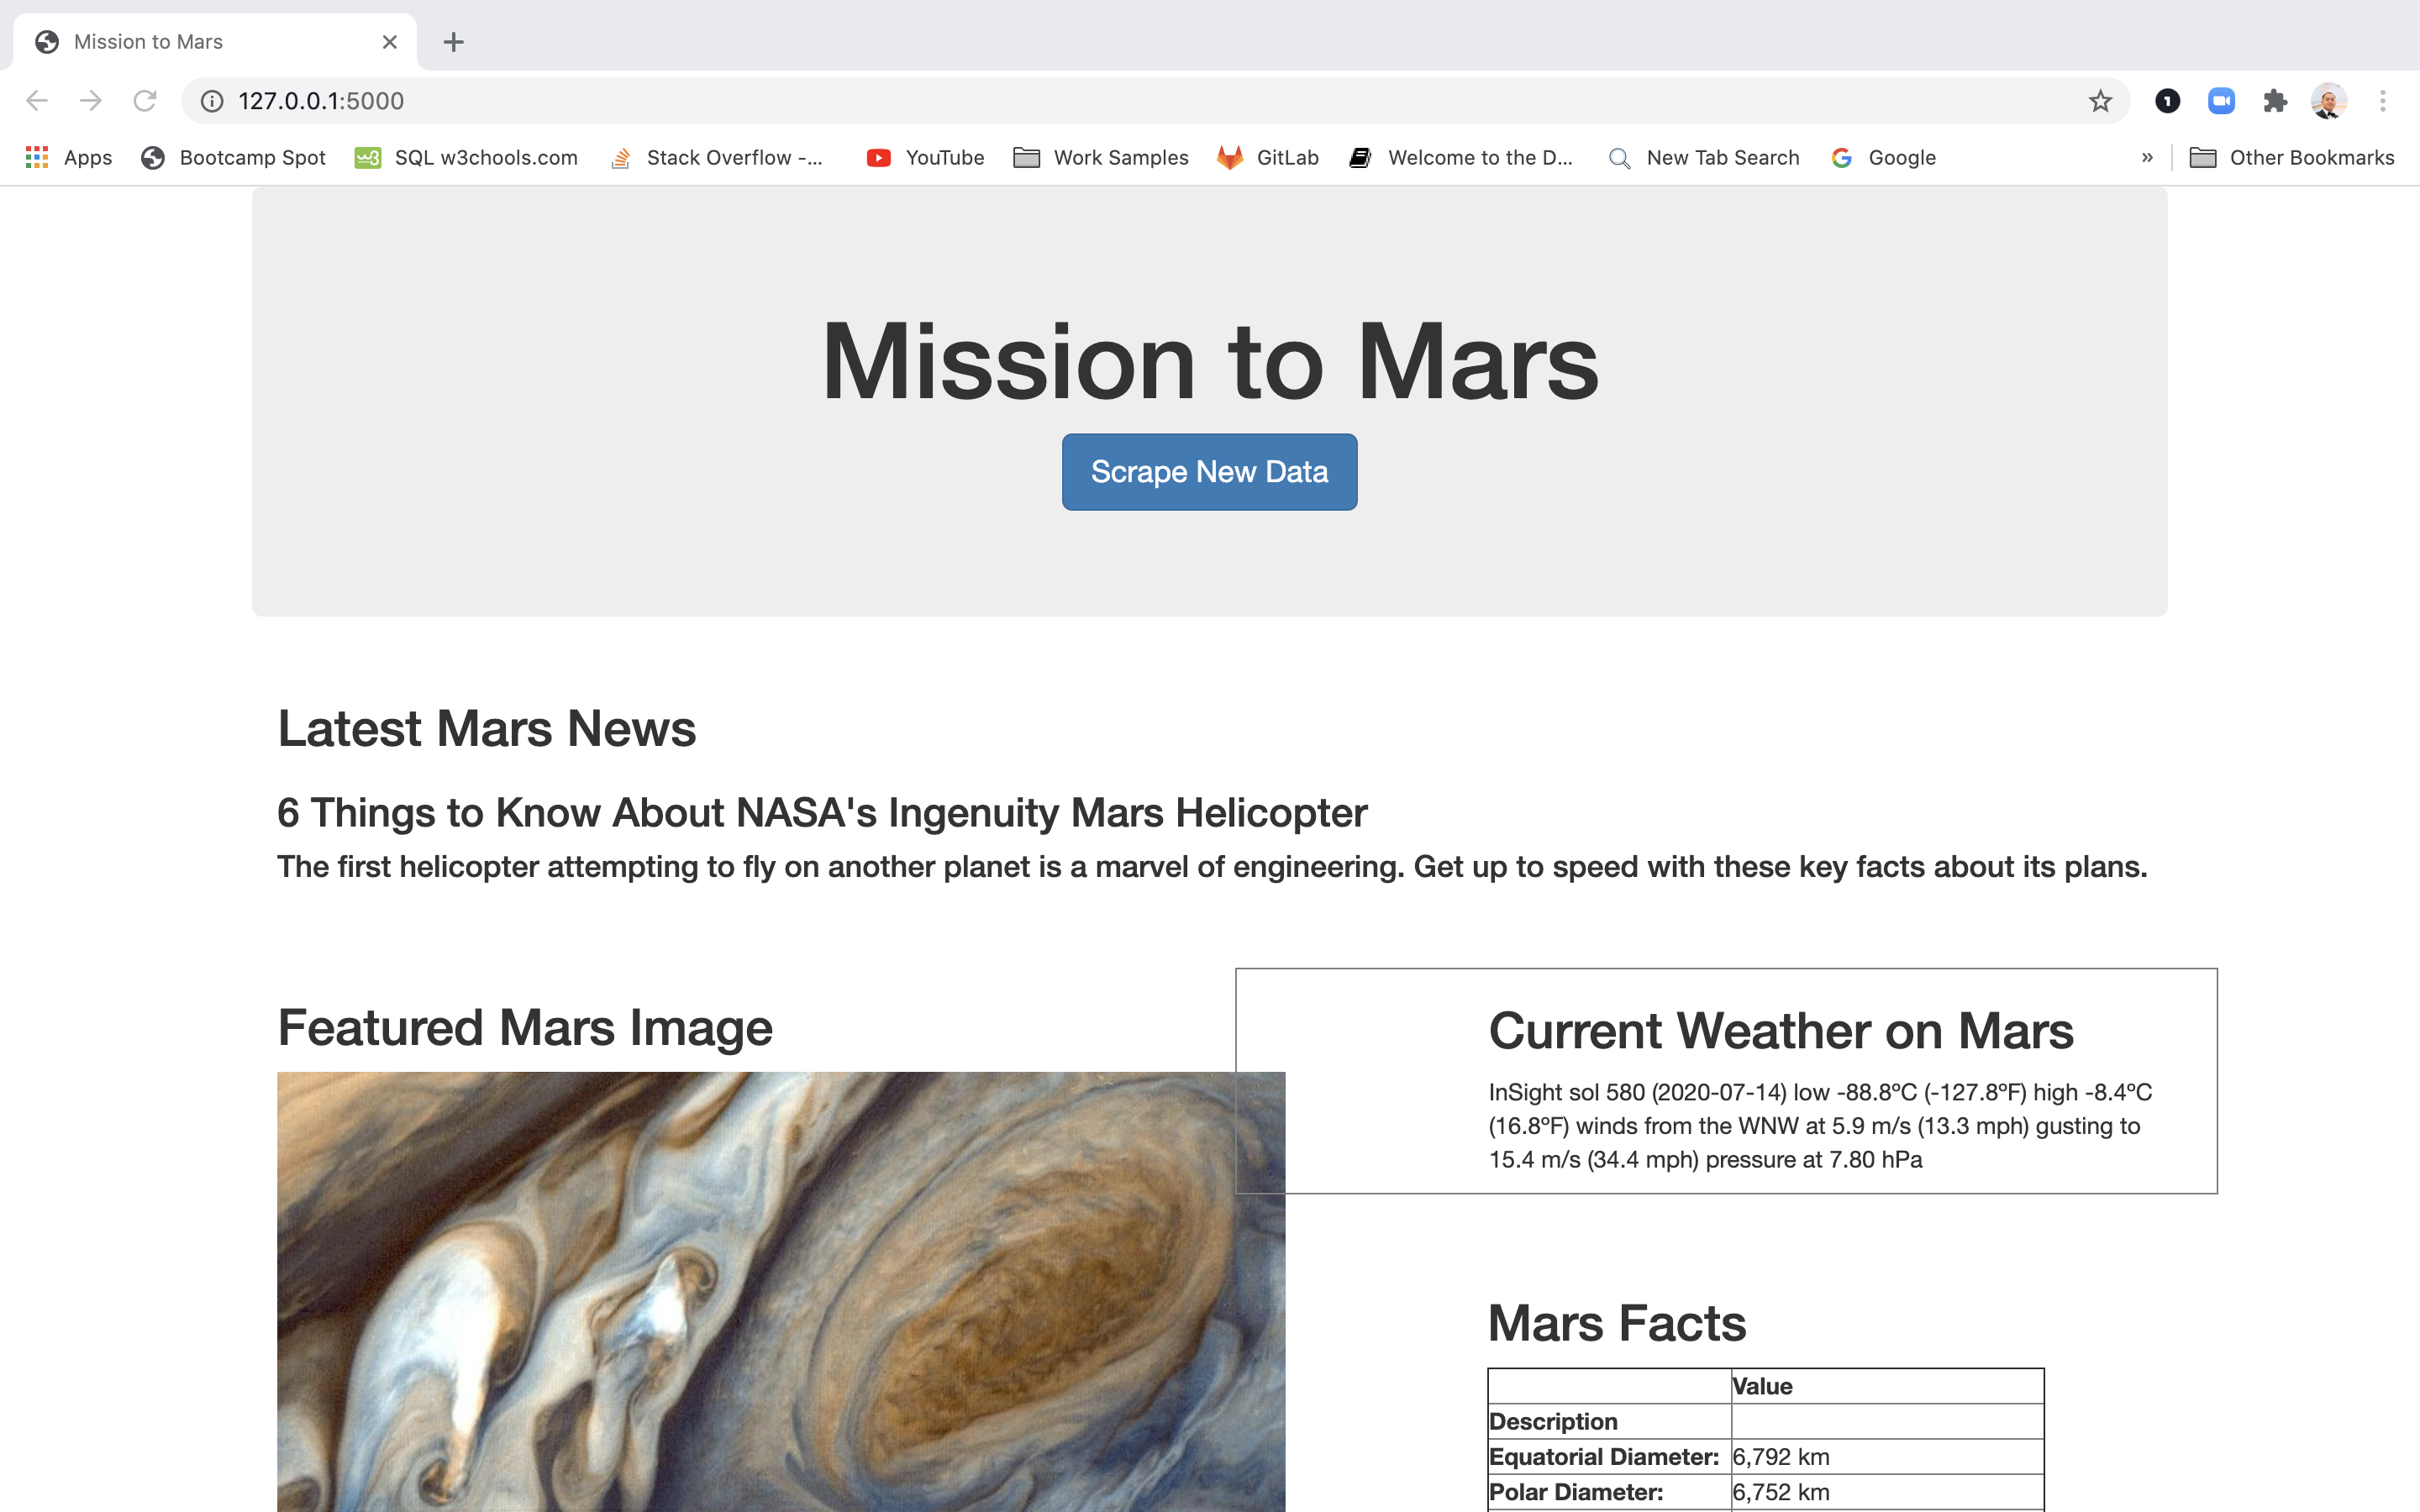 Mission to Mars
127.0.0.1:5000
Apps Bootcamp Spot SQL w3chools.com Stack Overflow -... YouTube Work Samples GitLab Welcome to the D... New Tab Search Google » Other Bookmarks
Mission to Mars
Scrape New Data
Latest Mars News
6 Things to Know About NASA's Ingenuity Mars Helicopter
The first helicopter attempting to fly on another planet is a marvel of engineering. Get up to speed with these key facts about its plans.
Featured Mars Image
Current Weather on Mars
InSight sol 580 (2020-07-14) low -88.8ºC (-127.8ºF) high -8.4ºC
(16.8ºF) winds from the WNW at 5.9 m/s (13.3 mph) gusting to
15.4 m/s (34.4 mph) pressure at 7.80 hPa
Mars Facts
Value
Description
Equatorial Diameter: 6,792 km
Polar Diameter: 6,752 km